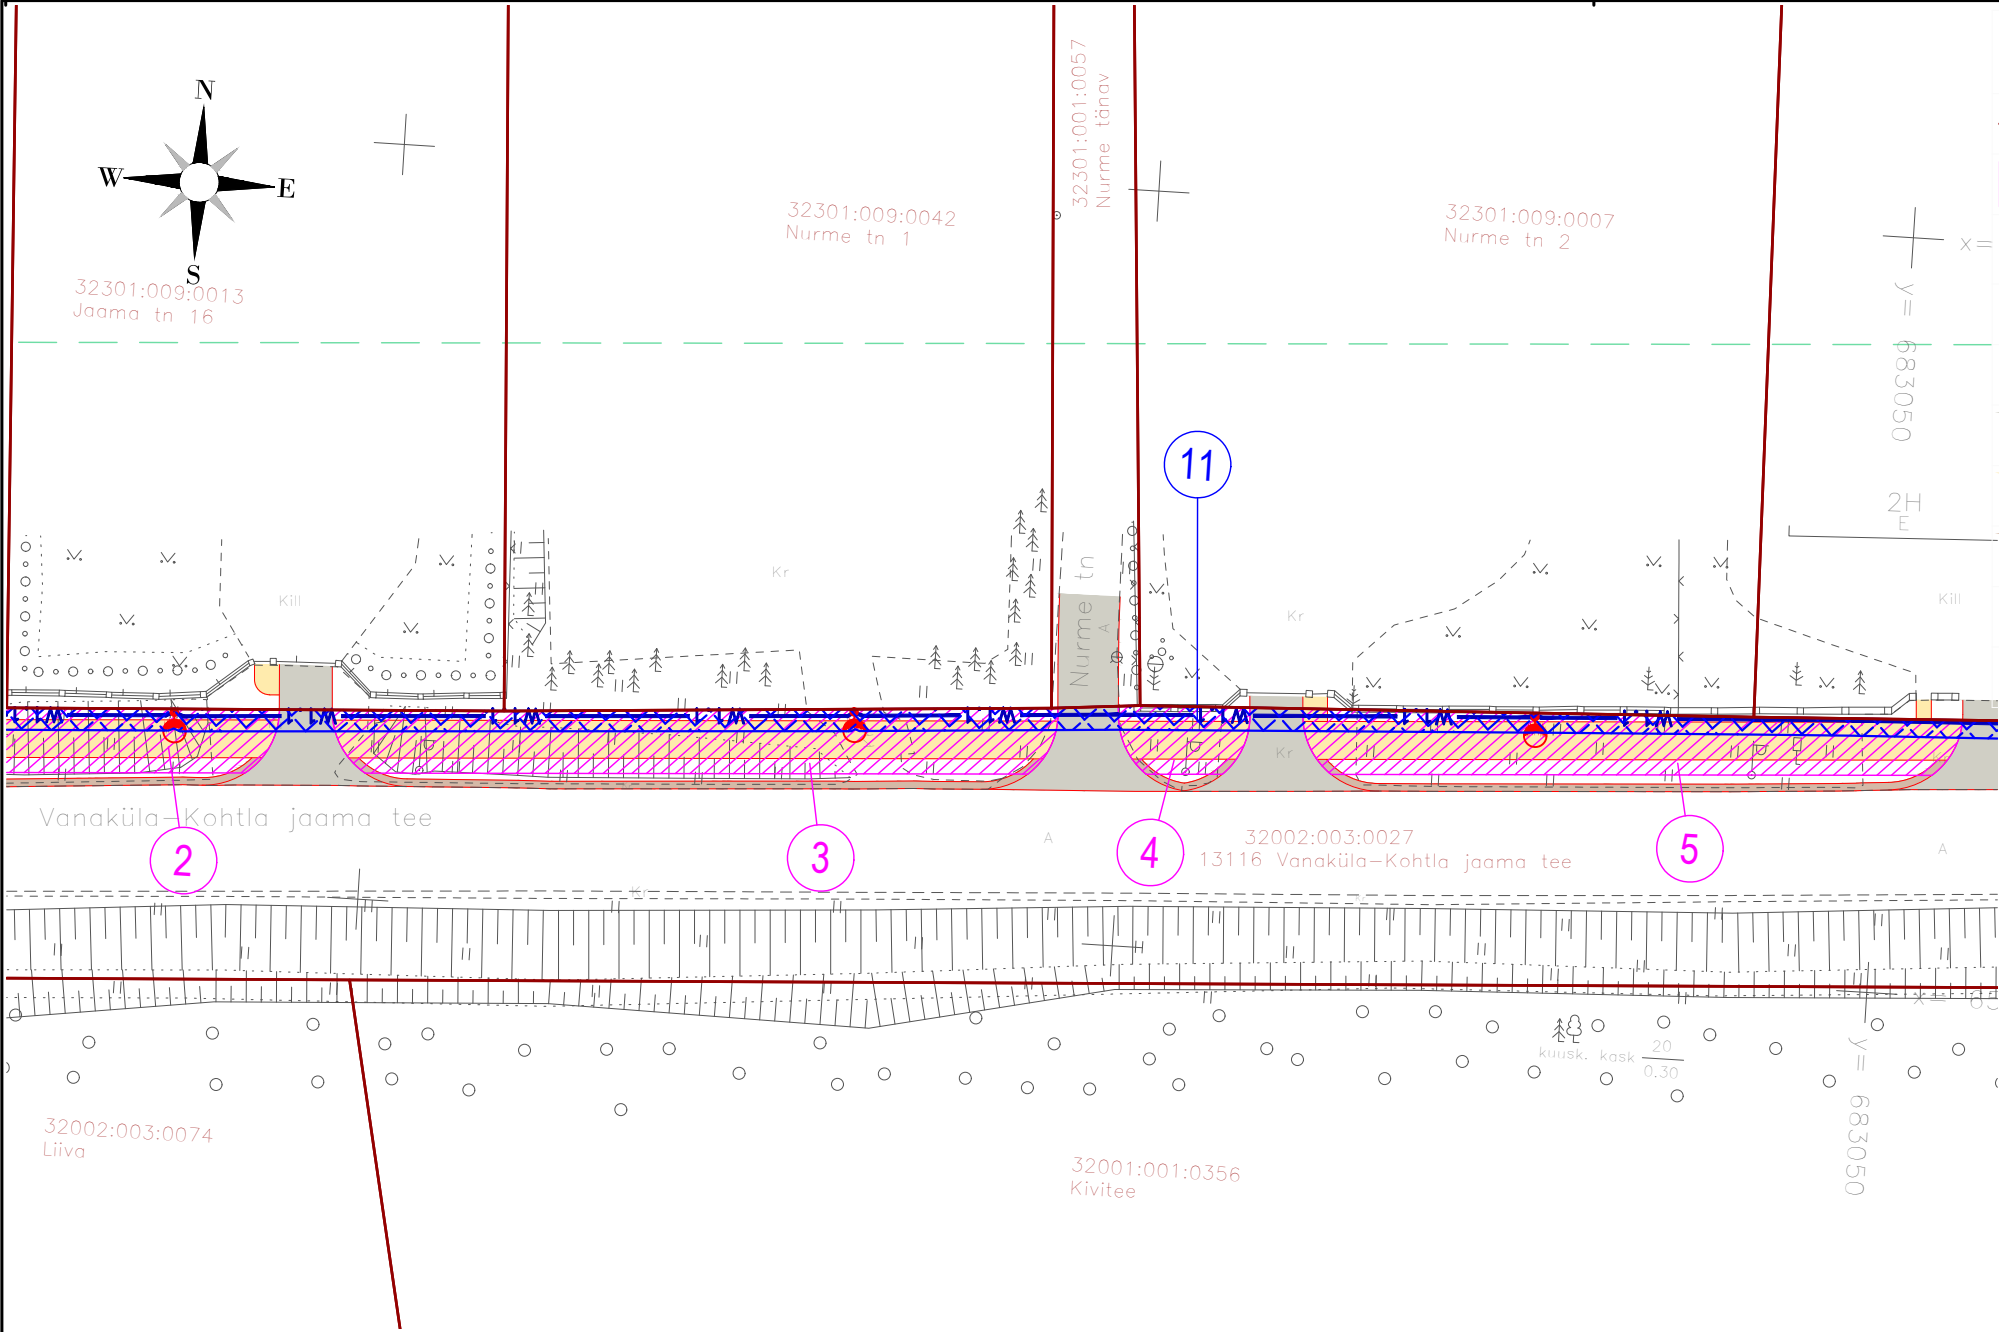 N
W
E
S
32301:009:0013
Jaama tn 16
32301:009:0042
Nurme tn 1
32301:001:0057
Nurme tänav
32301:009:0007
Nurme tn 2
x=
y= 683050
2H
E
11
Kill
Kr
Nurme tn
A
Kr
Kill
Kr
Vanaküla-Kohtla jaama tee
2
3
4
5
A
32002:003:0027
13116 Vanaküla-Kohtla jaama tee
A
Kr
Kr
kuusk. kask 20
0.30
y= 683050
32002:003:0074
Liiva
32001:001:0356
Kivitee